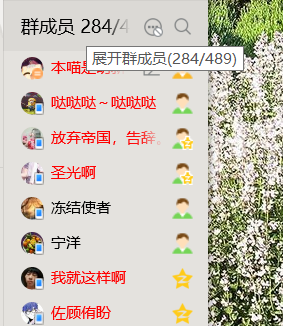 群成员 284/4
展开群成员(284/489)
本喵是
哒哒哒～哒哒哒
放弃帝国，告辞。
圣光啊
冻结使者
宁洋
我就这样啊
佐顾侑盼